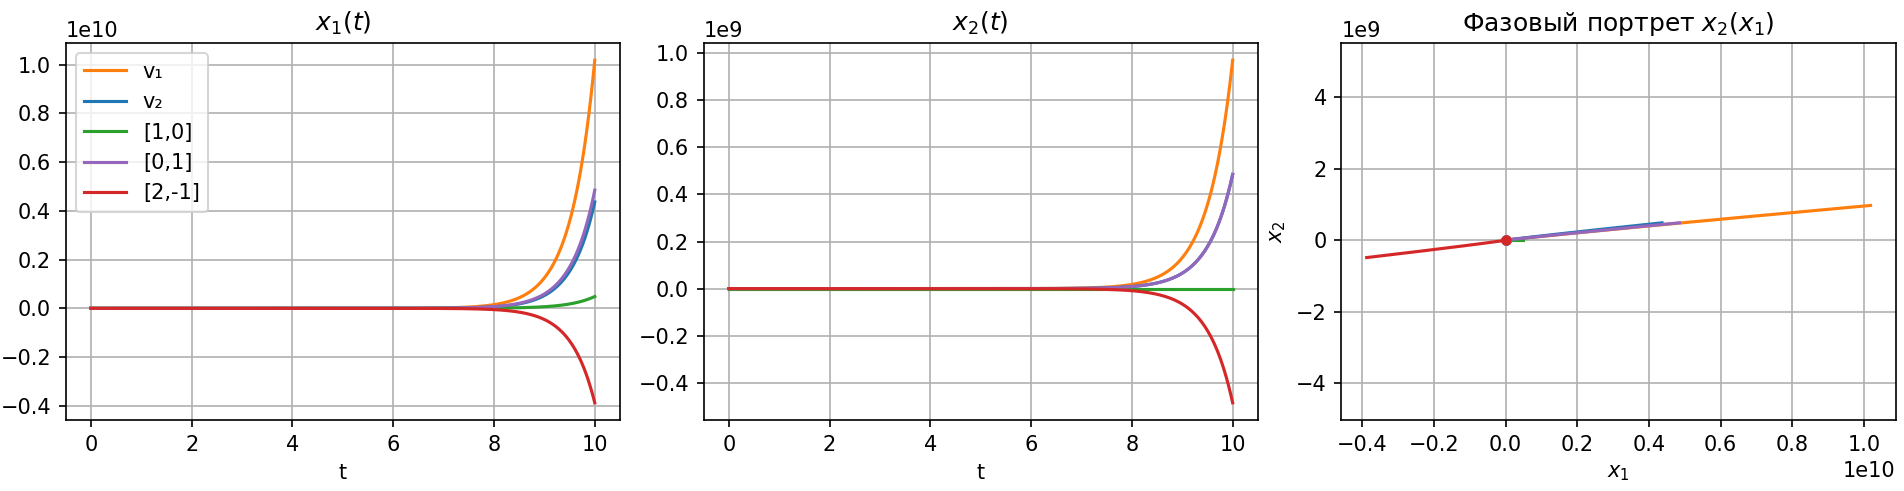 x₁(t)
1e10
1.0
0.8
0.6
0.4
0.2
0.0
−0.2
−0.4
v₁
v₂
[1,0]
[0,1]
[2,-1]
0 2 4 6 8 10
t
x₂(t)
1e9
1.0
0.8
0.6
0.4
0.2
0.0
−0.2
−0.4
0 2 4 6 8 10
t
Фазовый портрет x₂(x₁)
1e9
4
2
0
−2
−4
x₂
−0.4 −0.2 0.0 0.2 0.4 0.6 0.8 1.0
x₁
1e10